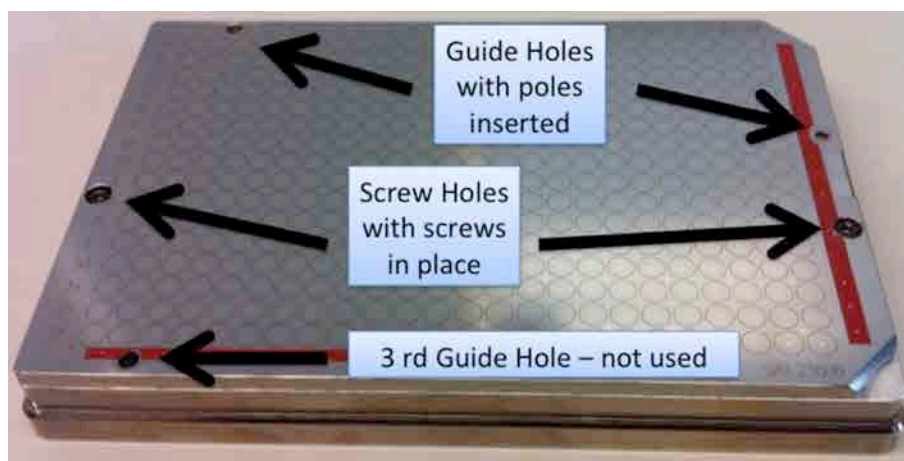 Guide Holes
with poles
inserted
Screw Holes
with screws
in place
3 rd Guide Hole – not used